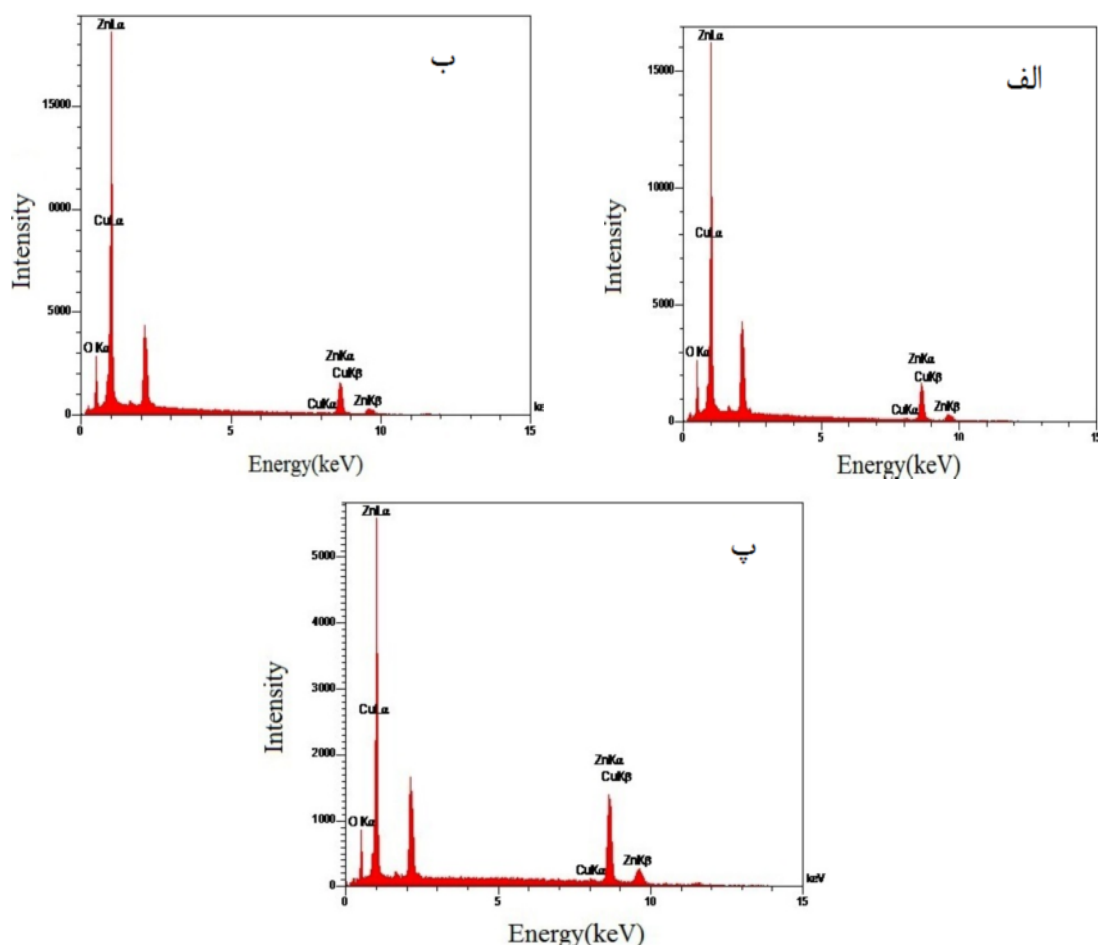 ZnLα
الف
15000
10000
CuLα
Intensity
5000
O Kα
ZnKα
CuKβ
CuKα
ZnKβ
0
0 5 10 15
Energy(keV)
ZnLα
ب
15000
0000
CuLα
Intensity
5000
O Kα
ZnKα
CuKβ
CuKα
ZnKβ
0
ke
0 5 10 15
Energy(keV)
ZnLα
پ
5000
4000
3000
CuLα
Intensity
2000
ZnKα
CuKβ
1000
O Kα
CuKα
ZnKβ
0
keV
0 5 10 15
Energy(keV)